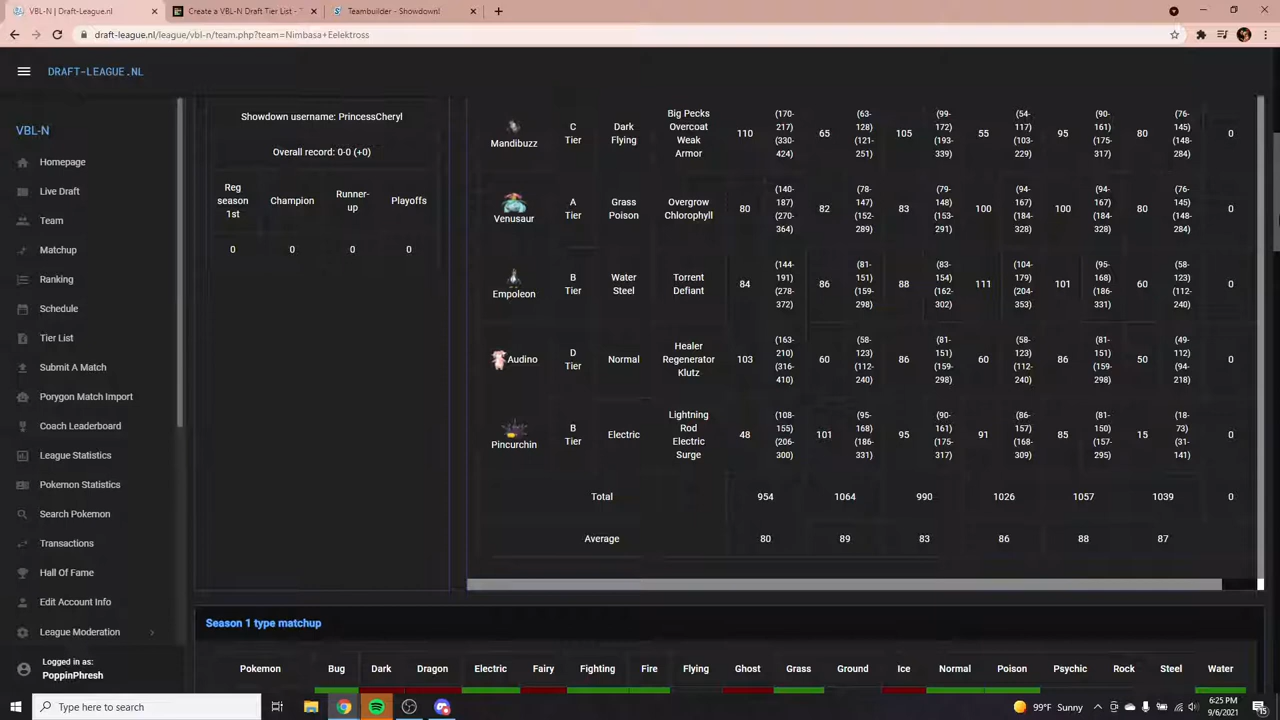 VBL-N | Draft-League.nl
Create a VBL-N Draft Tier List -
Teambuilder - Showdown!
draft-league.nl/league/vbl-n/team.php?team=Nimbasa+Eelektross
DRAFT-LEAGUE.NL
VBL-N
Homepage
Live Draft
Team
Matchup
Ranking
Schedule
Tier List
Submit A Match
Porygon Match Import
Coach Leaderboard
League Statistics
Pokemon Statistics
Search Pokemon
Transactions
Hall Of Fame
Edit Account Info
League Moderation
Logged in as:
PoppinPhresh
Showdown username: PrincessCheryl
Overall record: 0-0 (+0)
Reg season 1st Champion Runner-up Playoffs
0 0 0 0
Mandibuzz C Tier Dark Flying Big Pecks Overcoat Weak Armor 110 (170-217) (330-424) 65 (63-128) (121-251) 105 (99-172) (193-339) 55 (54-117) (103-229) 95 (90-161) (175-317) 80 (76-145) (148-284) 0
Venusaur A Tier Grass Poison Overgrow Chlorophyll 80 (140-187) (270-364) 82 (78-147) (152-289) 83 (79-148) (153-291) 100 (94-167) (184-328) 100 (94-167) (184-328) 80 (76-145) (148-284) 0
Empoleon B Tier Water Steel Torrent Defiant 84 (144-191) (278-372) 86 (81-151) (159-298) 88 (83-154) (162-302) 111 (104-179) (204-353) 101 (95-168) (186-331) 60 (58-123) (112-240) 0
Audino D Tier Normal Healer Regenerator Klutz 103 (163-210) (316-410) 60 (58-123) (112-240) 86 (81-151) (159-298) 60 (58-123) (112-240) 86 (81-151) (159-298) 50 (49-112) (94-218) 0
Pincurchin B Tier Electric Lightning Rod Electric Surge 48 (108-155) (206-300) 101 (95-168) (186-331) 95 (90-161) (175-317) 91 (86-157) (168-309) 85 (81-150) (157-295) 15 (18-73) (31-141) 0
Total 954 1064 990 1026 1057 1039 0
Average 80 89 83 86 88 87
Season 1 type matchup
Pokemon Bug Dark Dragon Electric Fairy Fighting Fire Flying Ghost Grass Ground Ice Normal Poison Psychic Rock Steel Water
Type here to search
99°F Sunny
6:25 PM
9/6/2021
15